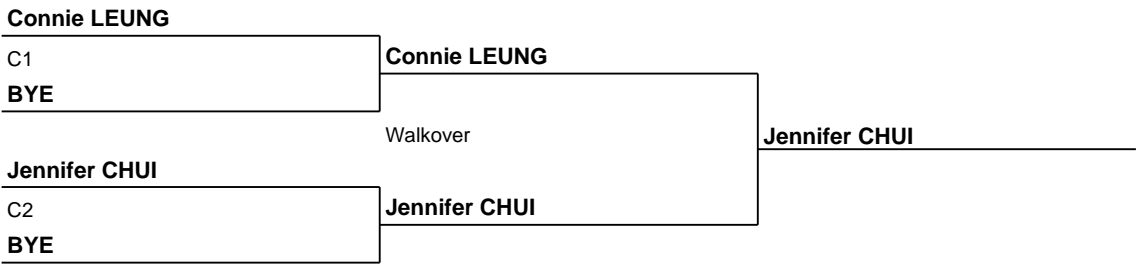 Connie LEUNG
C1
BYE
Connie LEUNG
Walkover
Jennifer CHUI
Jennifer CHUI
C2
BYE
Jennifer CHUI